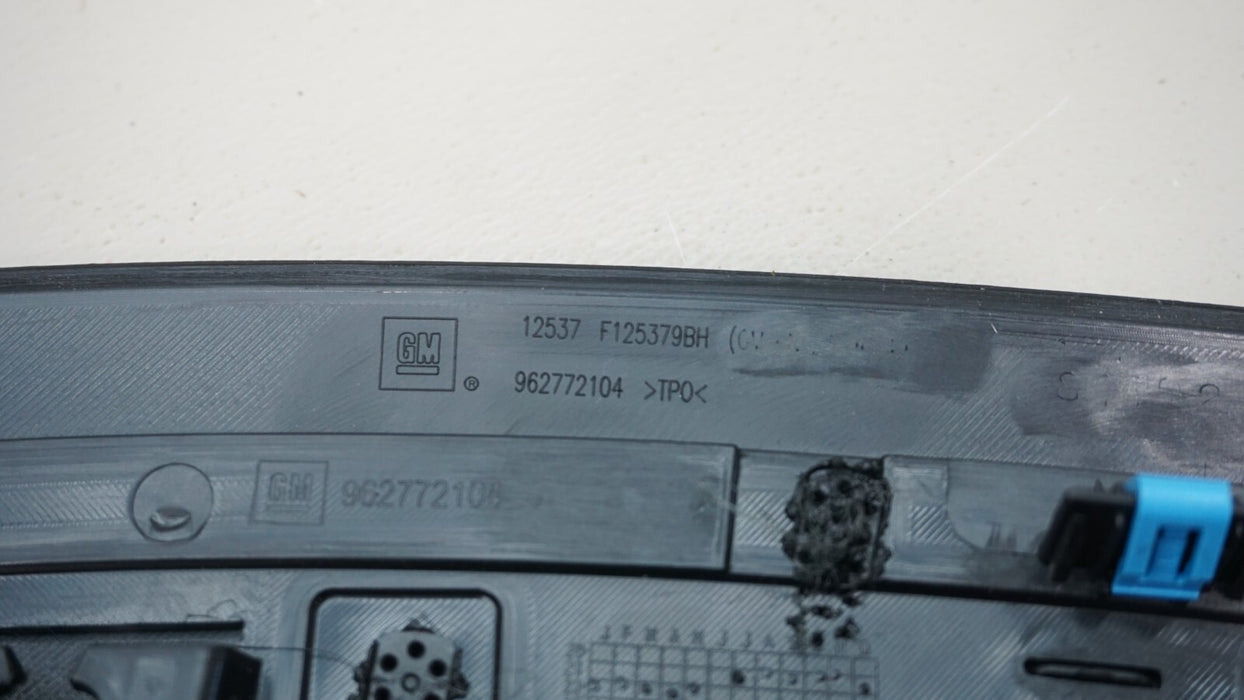 GM 12537 F125379BH
® 962772104 >TPO<
GM 962772104
J F M A M J J A